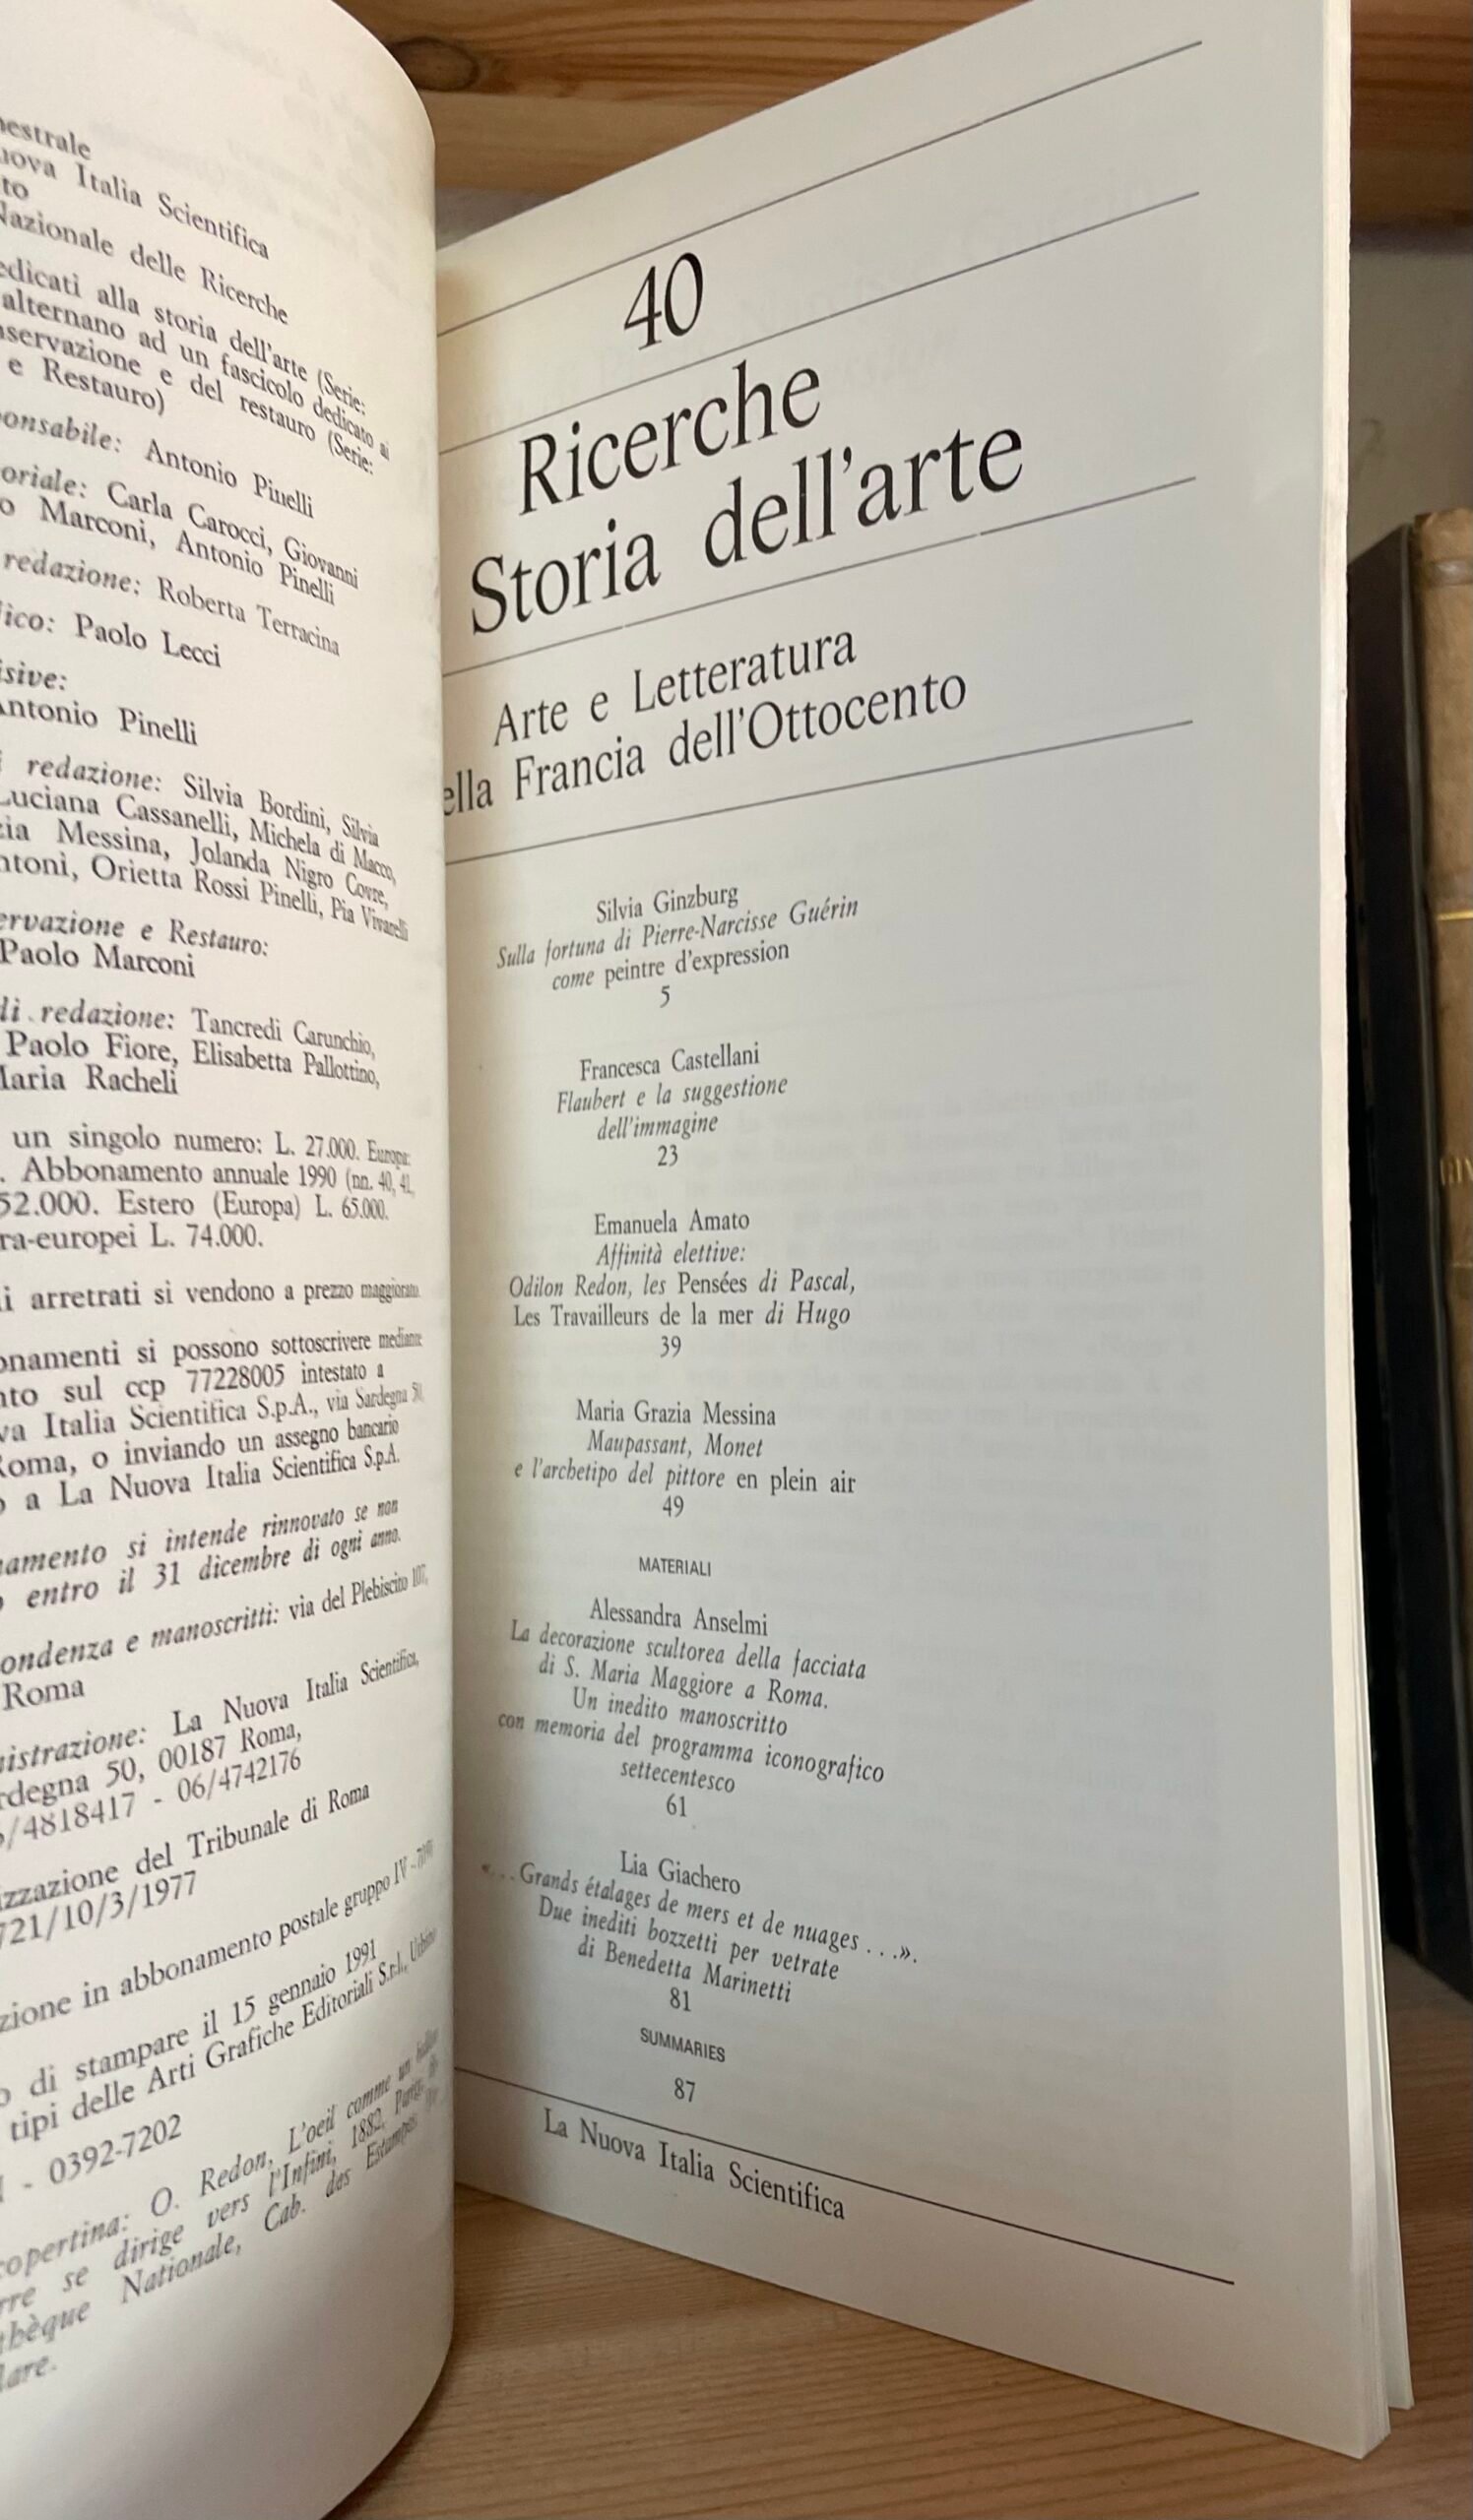 nestrale
uova Italia Scientifica
to
Nazionale delle Ricerche
edicati alla storia dell'arte (Serie:
alternano ad un fascicolo dedicato ai
nservazione e del restauro (Serie:
e Restauro)
onsabile: Antonio Pinelli
oriale: Carla Carocci, Giovanni
o Marconi, Antonio Pinelli
redazione: Roberta Terracina
fico: Paolo Lecci
isive:
Antonio Pinelli
i redazione: Silvia Bordini, Silvia
Luciana Cassanelli, Michela di Macco,
zia Messina, Jolanda Nigro Covre,
ntoni, Orietta Rossi Pinelli, Pia Vivarelli
ervazione e Restauro:
Paolo Marconi
di redazione: Tancredi Carunchio,
Paolo Fiore, Elisabetta Pallottino,
Maria Racheli
un singolo numero: L. 27.000. Europa:
. Abbonamento annuale 1990 (nn. 40, 41,
52.000. Estero (Europa) L. 65.000.
ra-europei L. 74.000.
i arretrati si vendono a prezzo maggiorato.
onamenti si possono sottoscrivere mediante
nto sul ccp 77228005 intestato a
va Italia Scientifica S.p.A., via Sardegna 50,
Roma, o inviando un assegno bancario
o a La Nuova Italia Scientifica S.p.A.
namento si intende rinnovato se non
o entro il 31 dicembre di ogni anno.
ondenza e manoscritti: via del Plebiscito 107,
Roma
nistrazione: La Nuova Italia Scientifica,
rdegna 50, 00187 Roma,
6/4818417 - 06/4742176
izzazione del Tribunale di Roma
721/10/3/1977
zione in abbonamento postale gruppo IV -
o di stampare il 15 gennaio 1991
tipi delle Arti Grafiche Editoriali S.r.l., Urbino
- 0392-7202
copertina: O. Redon, L'oeil comme un
rre se dirige vers l'Infini, 1882,
thèque Nationale, Cab. des Estampes
lare.
40
Ricerche
Storia dell'arte
Arte e Letteratura
ella Francia dell'Ottocento
Silvia Ginzburg
Sulla fortuna di Pierre-Narcisse Guérin
come peintre d'expression
5
Francesca Castellani
Flaubert e la suggestione
dell'immagine
23
Emanuela Amato
Affinità elettive:
Odilon Redon, les Pensées di Pascal,
Les Travailleurs de la mer di Hugo
39
Maria Grazia Messina
Maupassant, Monet
e l'archetipo del pittore en plein air
49
MATERIALI
Alessandra Anselmi
La decorazione scultorea della facciata
di S. Maria Maggiore a Roma.
Un inedito manoscritto
con memoria del programma iconografico
settecentesco
61
Lia Giachero
«. . . Grands étalages de mers et de nuages . . .».
Due inediti bozzetti per vetrate
di Benedetta Marinetti
81
SUMMARIES
87
La Nuova Italia Scientifica